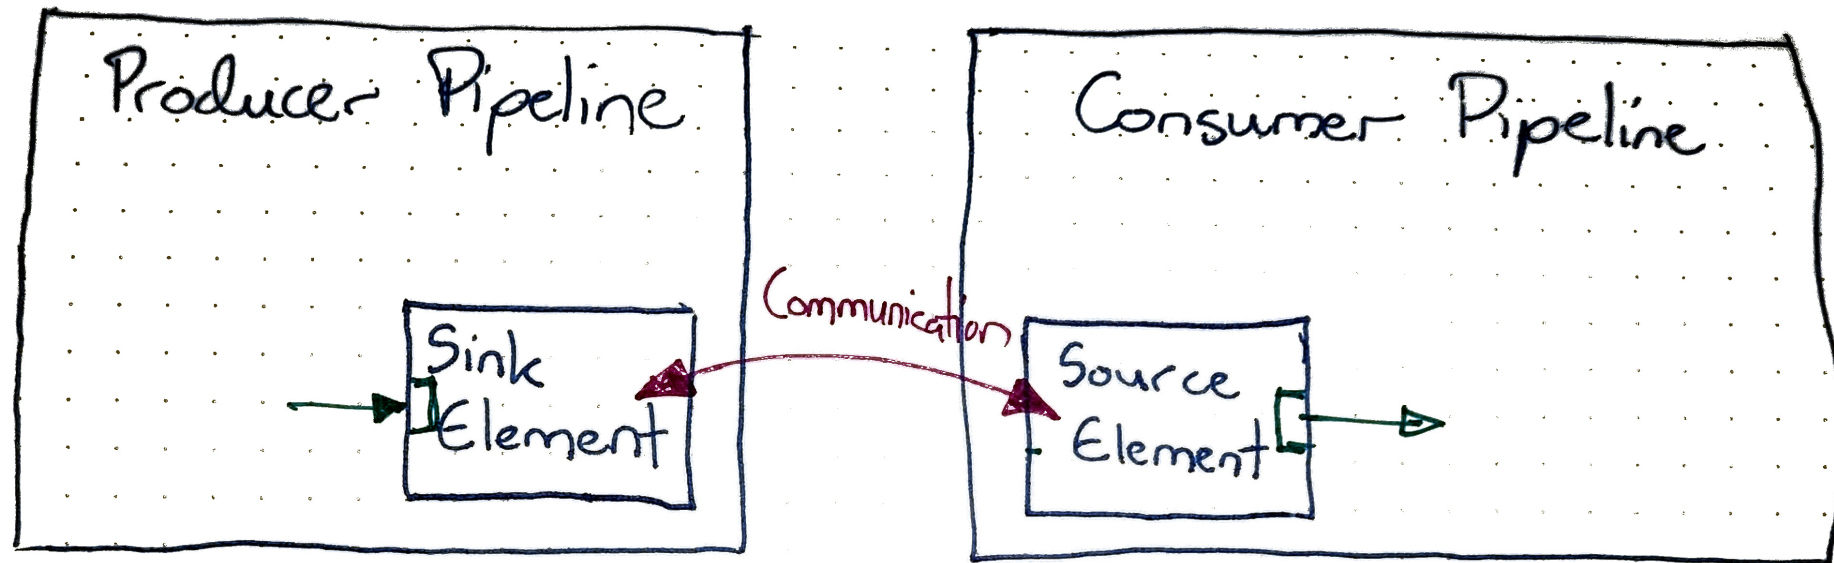 Producer Pipeline
Consumer Pipeline
Communication
Sink
Element
Source
Element